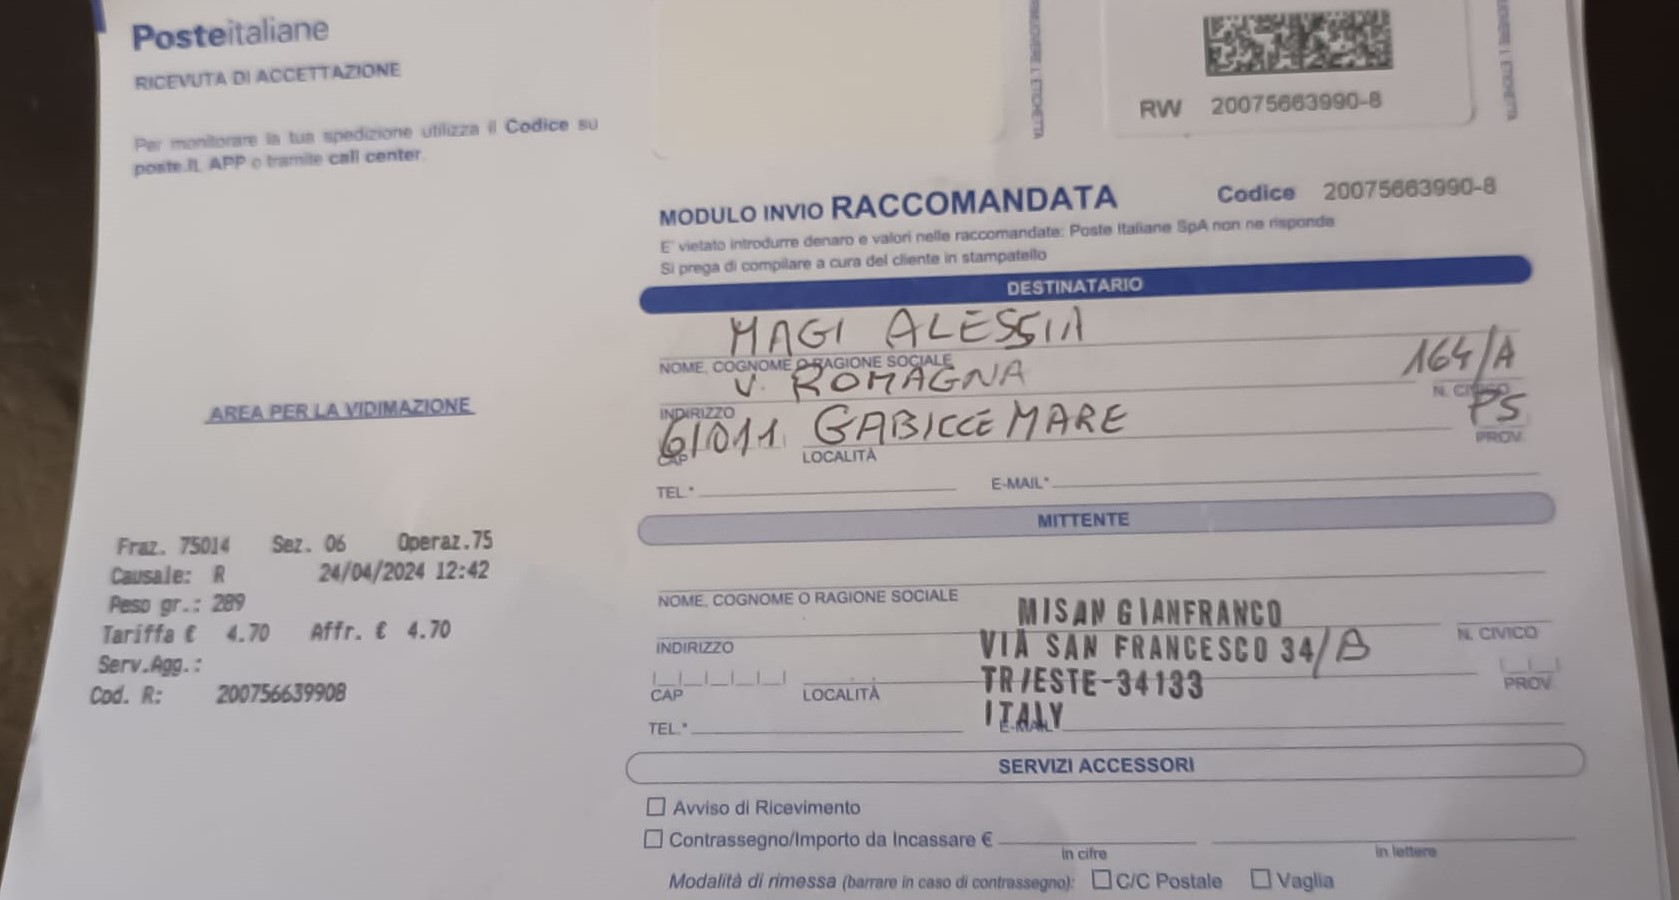 Posteitaliane
RICEVUTA DI ACCETTAZIONE
Per monitorare la tua spedizione utilizza il Codice su
poste.it, APP o tramite call center
AREA PER LA VIDIMAZIONE
Fraz. 75014 Sez. 06 Operaz.75
Causale: R 24/04/2024 12:42
Peso gr.: 289
Tariffa € 4.70 Affr. € 4.70
Serv.Agg.:
Cod. R: 200756639908
RW 20075663990-8
MODULO INVIO RACCOMANDATA Codice 20075663990-8
E' vietato introdurre denaro e valori nelle raccomandate: Poste Italiane SpA non ne risponde
Si prega di compilare a cura del cliente in stampatello
DESTINATARIO
MAGI ALESSIA
NOME, COGNOME O RAGIONE SOCIALE
V. ROMAGNA 164/A
INDIRIZZO N. CIVICO
61011 GABICCE MARE PS
CAP LOCALITÀ PROV.
TEL.* E-MAIL*
MITTENTE
NOME, COGNOME O RAGIONE SOCIALE
MISAN GIANFRANCO
INDIRIZZO N. CIVICO
VIA SAN FRANCESCO 34/B
TRIESTE-34133
CAP LOCALITÀ PROV.
ITALY
TEL.* E-MAIL
SERVIZI ACCESSORI
Avviso di Ricevimento
Contrassegno/Importo da Incassare €
in cifre in lettere
Modalità di rimessa (barrare in caso di contrassegno): C/C Postale Vaglia